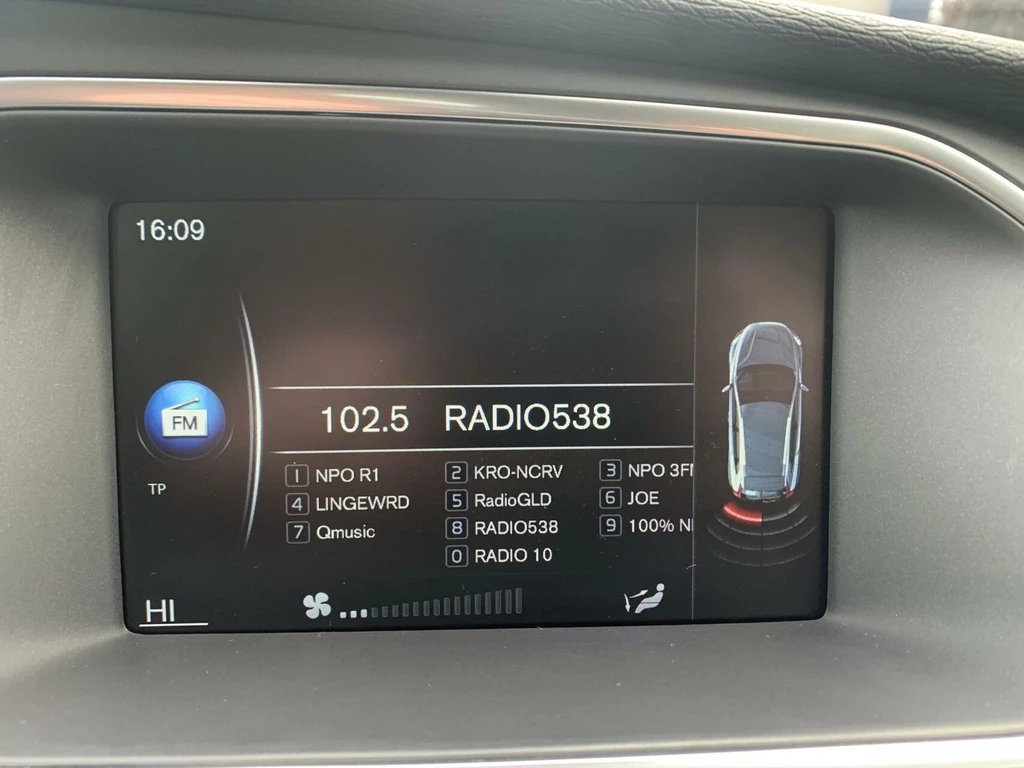 16:09
FM
102.5 RADIO538
TP
1 NPO R1 2 KRO-NCRV 3 NPO 3F
4 LINGEWRD 5 RadioGLD 6 JOE
7 Qmusic 8 RADIO538 9 100% N
0 RADIO 10
HI